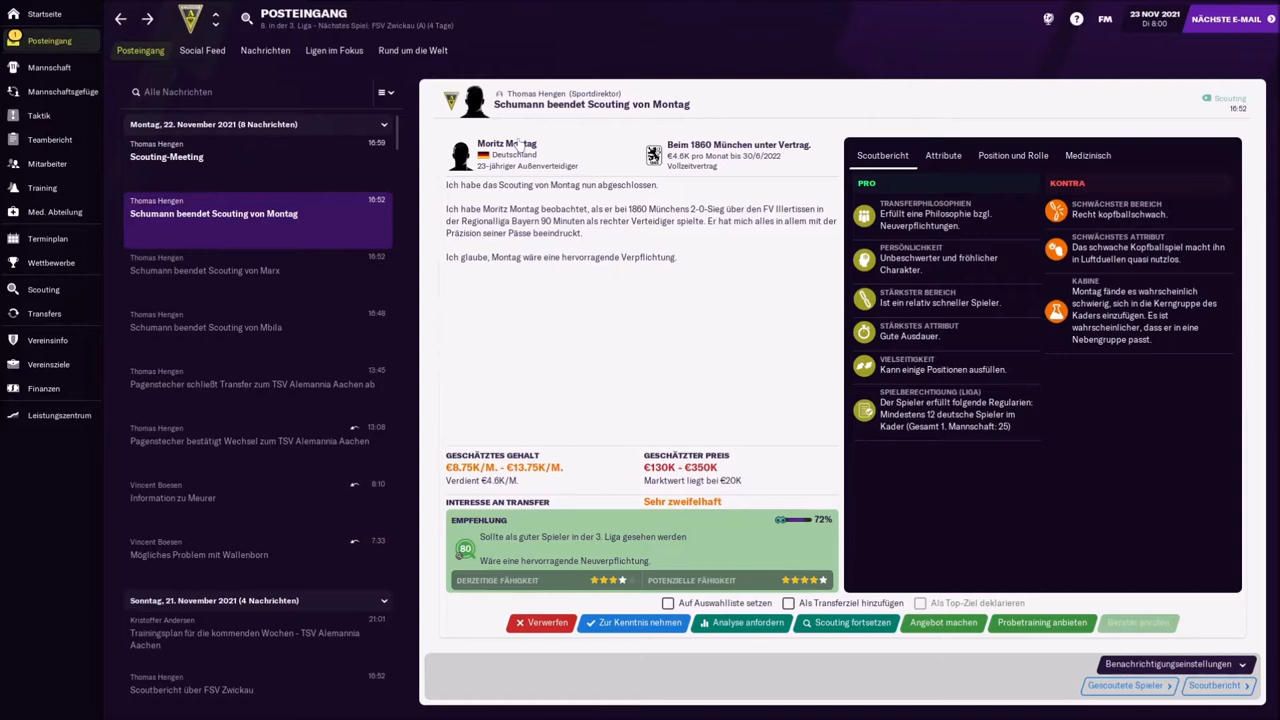 Startseite
Posteingang
1
Mannschaft
Mannschaftsgefüge
Taktik
Teambericht
Mitarbeiter
Training
Med. Abteilung
Terminplan
Wettbewerbe
Scouting
Transfers
Vereinsinfo
Vereinsziele
Finanzen
Leistungszentrum
POSTEINGANG
8. in der 3. Liga - Nächstes Spiel: FSV Zwickau (A) (4 Tage)
FM
23 NOV 2021
Di 8:00
NÄCHSTE E-MAIL
Posteingang Social Feed Nachrichten Ligen im Fokus Rund um die Welt
Alle Nachrichten
Montag, 22. November 2021 (8 Nachrichten)
Thomas Hengen 16:59
Scouting-Meeting
Thomas Hengen 16:52
Schumann beendet Scouting von Montag
Thomas Hengen 16:52
Schumann beendet Scouting von Marx
Thomas Hengen 16:48
Schumann beendet Scouting von Mbila
Thomas Hengen 13:45
Pagenstecher schließt Transfer zum TSV Alemannia Aachen ab
Thomas Hengen 13:08
Pagenstecher bestätigt Wechsel zum TSV Alemannia Aachen
Vincent Boesen 8:10
Information zu Meurer
Vincent Boesen 7:33
Mögliches Problem mit Wallenborn
Sonntag, 21. November 2021 (4 Nachrichten)
Kristoffer Andersen 21:01
Trainingsplan für die kommenden Wochen - TSV Alemannia
Aachen
Thomas Hengen 16:52
Scoutbericht über FSV Zwickau
Thomas Hengen (Sportdirektor)
Schumann beendet Scouting von Montag
Scouting
16:52
Moritz Montag
Deutschland
23-jähriger Außenverteidiger
Beim 1860 München unter Vertrag.
€4.6K pro Monat bis 30/6/2022
Vollzeitvertrag
Ich habe das Scouting von Montag nun abgeschlossen.
Ich habe Moritz Montag beobachtet, als er bei 1860 Münchens 2-0-Sieg über den FV Illertissen in
der Regionalliga Bayern 90 Minuten als rechter Verteidiger spielte. Er hat mich alles in allem mit der
Präzision seiner Pässe beeindruckt.
Ich glaube, Montag wäre eine hervorragende Verpflichtung.
GESCHÄTZTES GEHALT
€8.75K/M. - €13.75K/M.
Verdient €4.6K/M.
GESCHÄTZTER PREIS
€130K - €350K
Marktwert liegt bei €20K
INTERESSE AN TRANSFER Sehr zweifelhaft
EMPFEHLUNG 72%
80
Sollte als guter Spieler in der 3. Liga gesehen werden
Wäre eine hervorragende Neuverpflichtung.
DERZEITIGE FÄHIGKEIT POTENZIELLE FÄHIGKEIT
Scoutbericht Attribute Position und Rolle Medizinisch
PRO
TRANSFERPHILOSOPHIEN
Erfüllt eine Philosophie bzgl.
Neuverpflichtungen.
PERSÖNLICHKEIT
Unbeschwerter und fröhlicher
Charakter.
STÄRKSTER BEREICH
Ist ein relativ schneller Spieler.
STÄRKSTES ATTRIBUT
Gute Ausdauer.
VIELSEITIGKEIT
Kann einige Positionen ausfüllen.
SPIELBERECHTIGUNG (LIGA)
Der Spieler erfüllt folgende Regularien:
Mindestens 12 deutsche Spieler im
Kader (Gesamt 1. Mannschaft: 25)
KONTRA
SCHWÄCHSTER BEREICH
Recht kopfballschwach.
SCHWÄCHSTES ATTRIBUT
Das schwache Kopfballspiel macht ihn
in Luftduellen quasi nutzlos.
KABINE
Montag fände es wahrscheinlich
schwierig, sich in die Kerngruppe des
Kaders einzufügen. Es ist
wahrscheinlicher, dass er in eine
Nebengruppe passt.
Auf Auswahlliste setzen Als Transferziel hinzufügen Als Top-Ziel deklarieren
Verwerfen Zur Kenntnis nehmen Analyse anfordern Scouting fortsetzen Angebot machen Probetraining anbieten Berater anrufen
Benachrichtigungseinstellungen
Gescoutete Spieler Scoutbericht